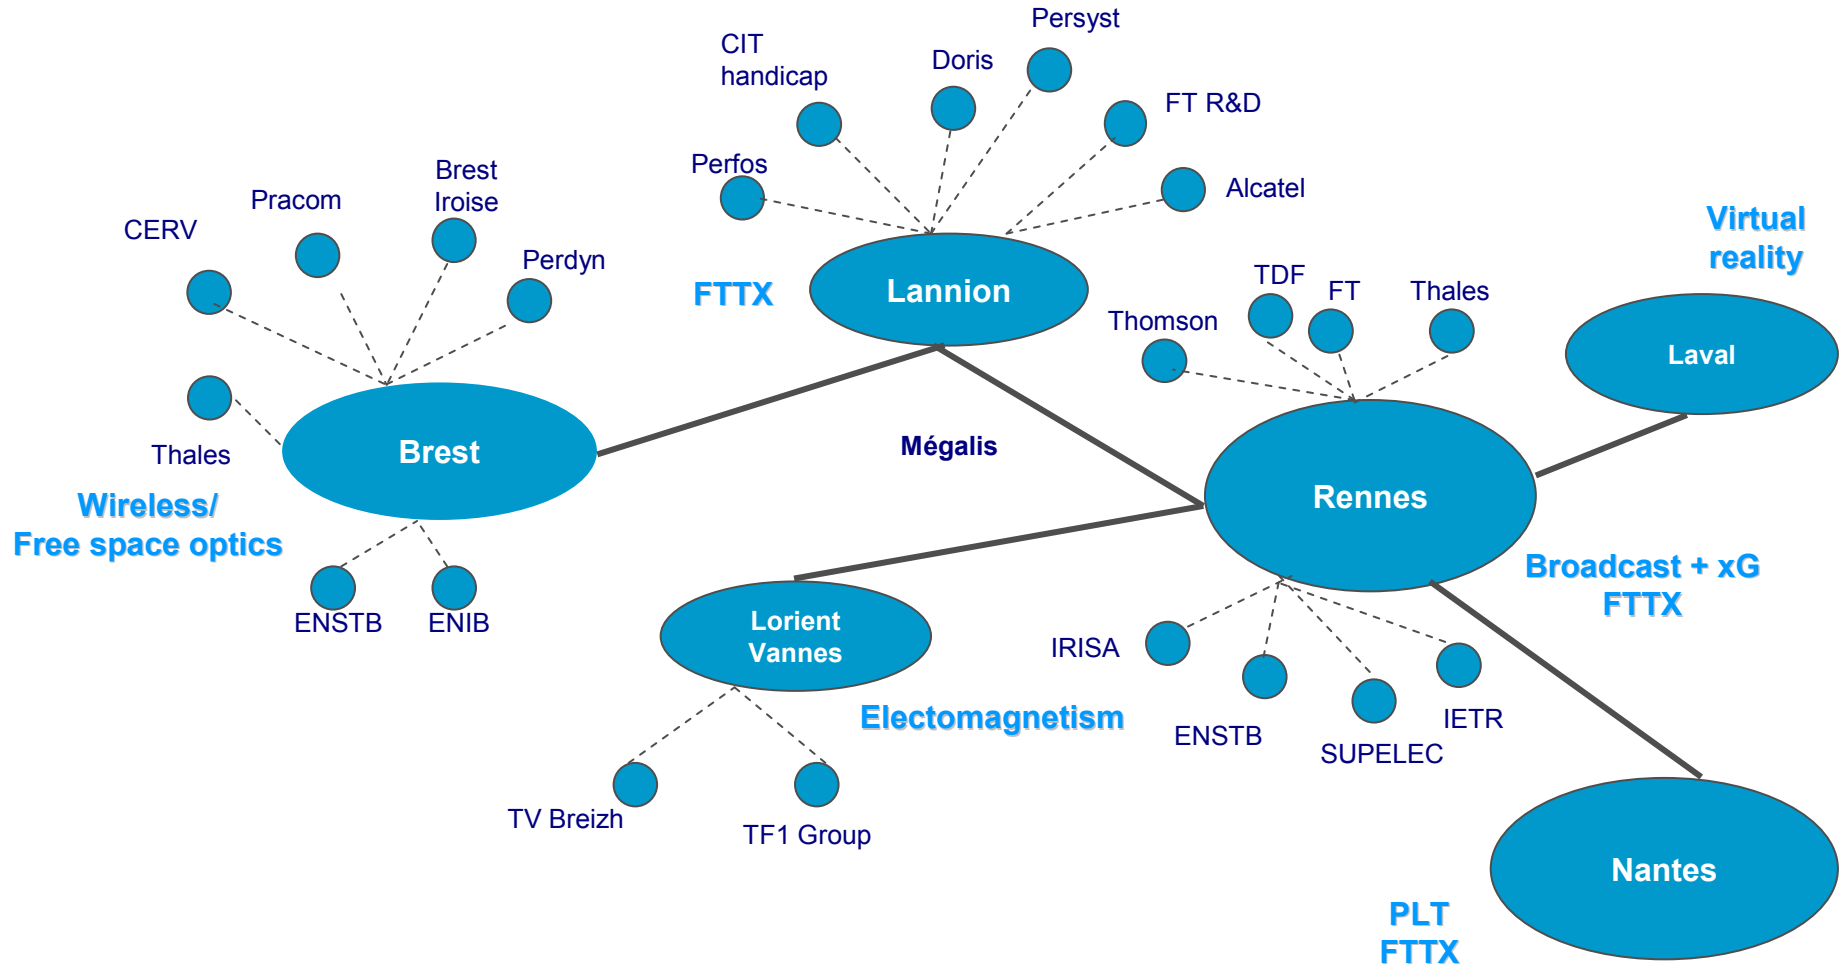 Persyst
CIT
handicap
Doris
FT R&D
Perfos
Alcatel
Brest
Iroise
Pracom
CERV
Perdyn
Virtual
reality
FTTX
Lannion
TDF
FT
Thales
Thomson
Laval
Thales
Brest
Mégalis
Rennes
Wireless/
Free space optics
Broadcast + xG
FTTX
ENSTB
ENIB
Lorient
Vannes
IRISA
Electomagnetism
ENSTB
SUPELEC
IETR
TV Breizh
TF1 Group
Nantes
PLT
FTTX